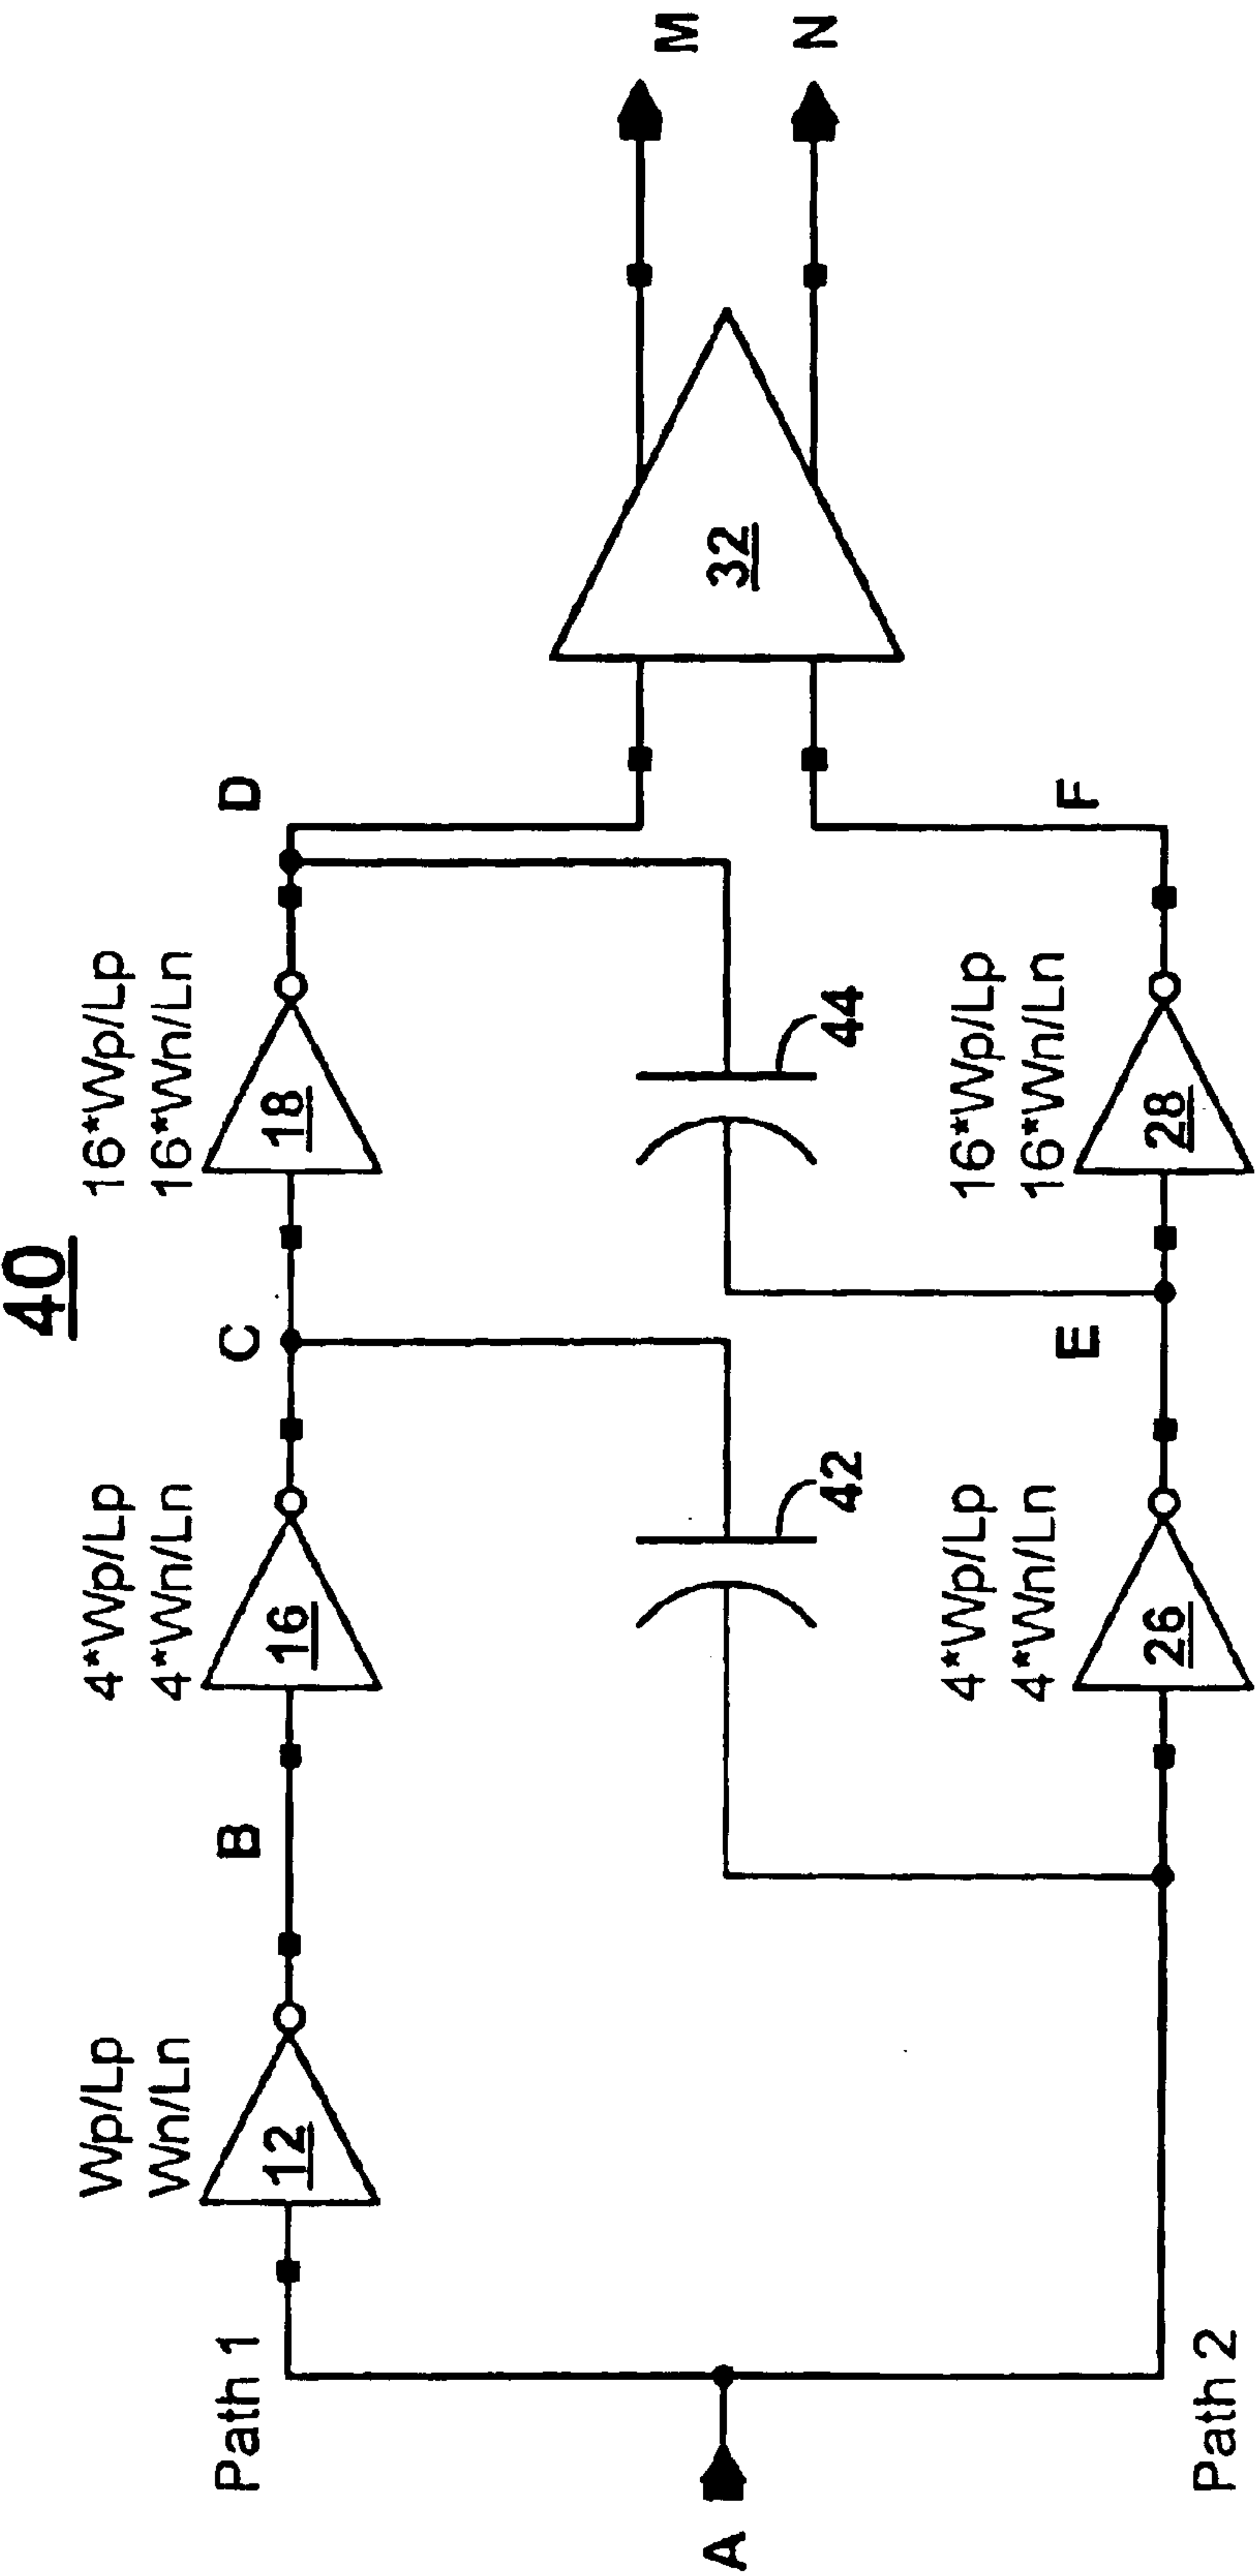 40
Path 1
Wp/Lp
Wn/Ln
12
B
4*Wp/Lp
4*Wn/Ln
16
C
16*Wp/Lp
16*Wn/Ln
18
D
A
42
44
32
M
N
Path 2
4*Wp/Lp
4*Wn/Ln
26
E
16*Wp/Lp
16*Wn/Ln
28
F